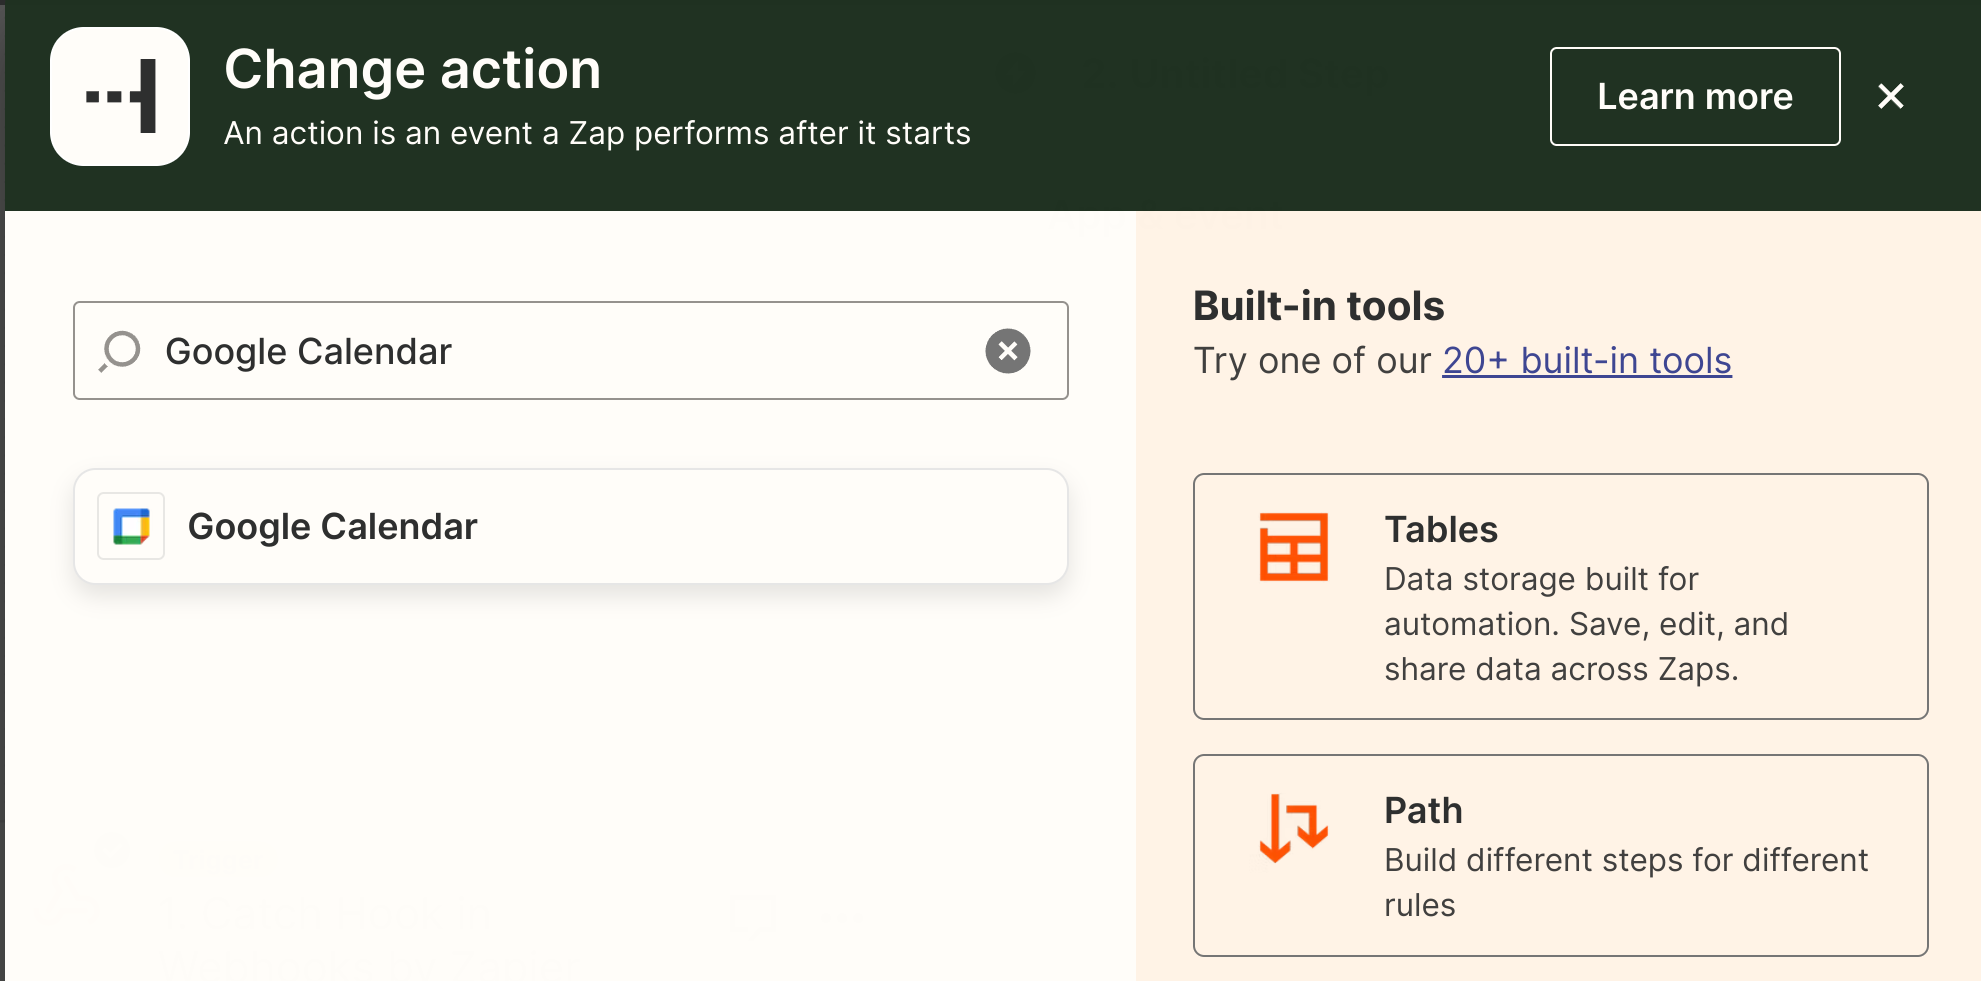 Change action
An action is an event a Zap performs after it starts
Learn more
Google Calendar
Google Calendar
Built-in tools
Try one of our 20+ built-in tools
Tables
Data storage built for
automation. Save, edit, and
share data across Zaps.
Path
Build different steps for different
rules